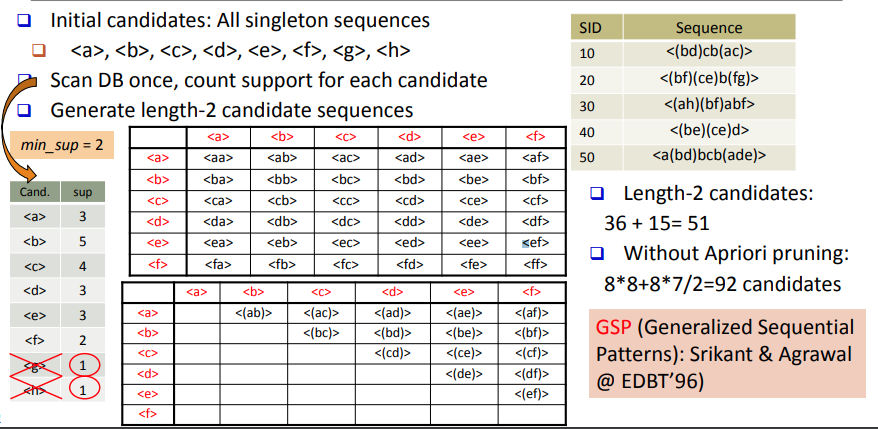 Initial candidates: All singleton sequences
<a>, <b>, <c>, <d>, <e>, <f>, <g>, <h>
Scan DB once, count support for each candidate
Generate length-2 candidate sequences
min_sup = 2
Cand. sup
<a> 3
<b> 5
<c> 4
<d> 3
<e> 3
<f> 2
<g> 1
<h> 1
<a> <b> <c> <d> <e> <f>
<a> <aa> <ab> <ac> <ad> <ae> <af>
<b> <ba> <bb> <bc> <bd> <be> <bf>
<c> <ca> <cb> <cc> <cd> <ce> <cf>
<d> <da> <db> <dc> <dd> <de> <df>
<e> <ea> <eb> <ec> <ed> <ee> <ef>
<f> <fa> <fb> <fc> <fd> <fe> <ff>
<a> <b> <c> <d> <e> <f>
<a> <(ab)> <(ac)> <(ad)> <(ae)> <(af)>
<b> <(bc)> <(bd)> <(be)> <(bf)>
<c> <(cd)> <(ce)> <(cf)>
<d> <(de)> <(df)>
<e> <(ef)>
<f>
SID Sequence
10 <(bd)cb(ac)>
20 <(bf)(ce)b(fg)>
30 <(ah)(bf)abf>
40 <(be)(ce)d>
50 <a(bd)bcb(ade)>
Length-2 candidates:
36 + 15= 51
Without Apriori pruning:
8*8+8*7/2=92 candidates
GSP (Generalized Sequential
Patterns): Srikant & Agrawal
@ EDBT'96)